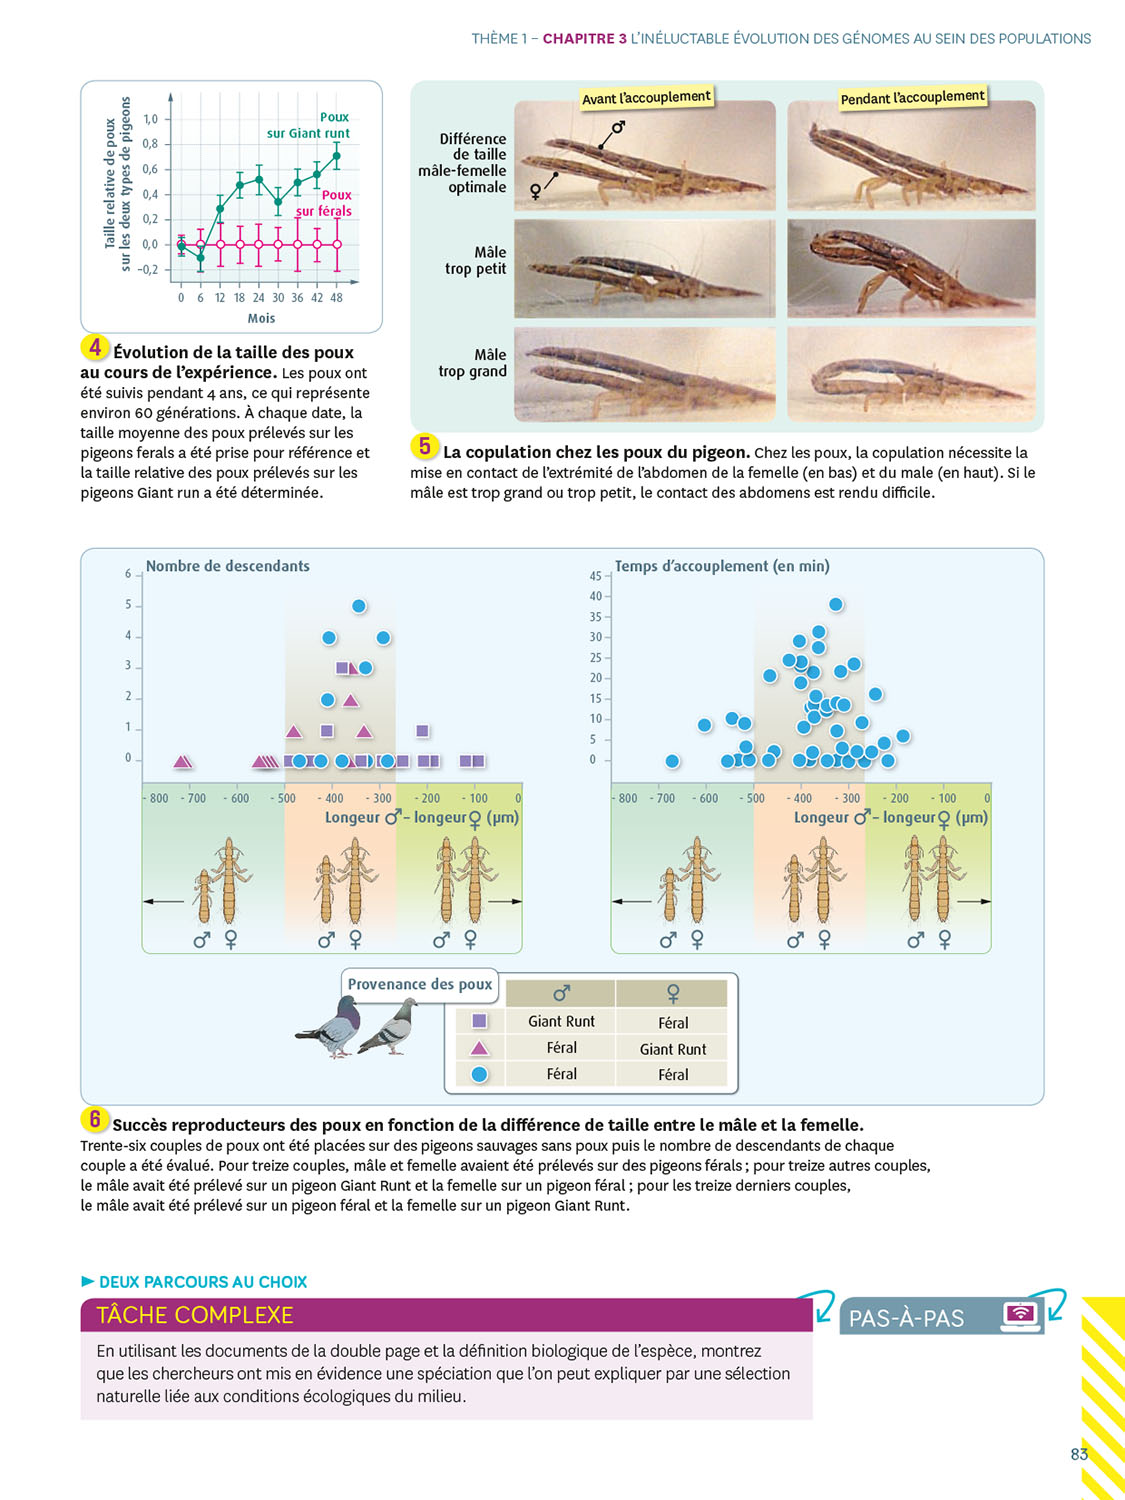 THÈME 1 – CHAPITRE 3 L'INÉLUCTABLE ÉVOLUTION DES GÉNOMES AU SEIN DES POPULATIONS
Taille relative de poux
sur les deux types de pigeons
1,0
0,8
0,6
0,4
0,2
0,0
–0,2
Poux
sur Giant runt
Poux
sur férals
0 6 12 18 24 30 36 42 48
Mois
4 Évolution de la taille des poux
au cours de l'expérience. Les poux ont
été suivis pendant 4 ans, ce qui représente
environ 60 générations. À chaque date, la
taille moyenne des poux prélevés sur les
pigeons ferals a été prise pour référence et
la taille relative des poux prélevés sur les
pigeons Giant run a été déterminée.
Avant l'accouplement
Pendant l'accouplement
Différence
de taille
mâle-femelle
optimale
♂
♀
Mâle
trop petit
Mâle
trop grand
5 La copulation chez les poux du pigeon. Chez les poux, la copulation nécessite la
mise en contact de l'extrémité de l'abdomen de la femelle (en bas) et du male (en haut). Si le
mâle est trop grand ou trop petit, le contact des abdomens est rendu difficile.
Nombre de descendants
6
5
4
3
2
1
0
- 800 - 700 - 600 - 500 - 400 - 300 - 200 - 100 0
Longeur ♂ – longeur ♀ (µm)
♂ ♀ ♂ ♀ ♂ ♀
Temps d'accouplement (en min)
45
40
35
30
25
20
15
10
5
0
- 800 - 700 - 600 - 500 - 400 - 300 - 200 - 100 0
Longeur ♂ – longeur ♀ (µm)
♂ ♀ ♂ ♀ ♂ ♀
Provenance des poux
♂ ♀
Giant Runt Féral
Féral Giant Runt
Féral Féral
6 Succès reproducteurs des poux en fonction de la différence de taille entre le mâle et la femelle.
Trente-six couples de poux ont été placées sur des pigeons sauvages sans poux puis le nombre de descendants de chaque
couple a été évalué. Pour treize couples, mâle et femelle avaient été prélevés sur des pigeons férals ; pour treize autres couples,
le mâle avait été prélevé sur un pigeon Giant Runt et la femelle sur un pigeon féral ; pour les treize derniers couples,
le mâle avait été prélevé sur un pigeon féral et la femelle sur un pigeon Giant Runt.
► DEUX PARCOURS AU CHOIX
TÂCHE COMPLEXE
PAS-À-PAS
En utilisant les documents de la double page et la définition biologique de l'espèce, montrez
que les chercheurs ont mis en évidence une spéciation que l'on peut expliquer par une sélection
naturelle liée aux conditions écologiques du milieu.
83